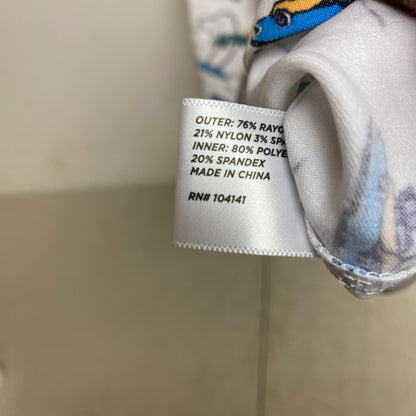 OUTER: 76% RAYO
21% NYLON 3% SPA
INNER: 80% POLYE
20% SPANDEX
MADE IN CHINA
RN# 104141